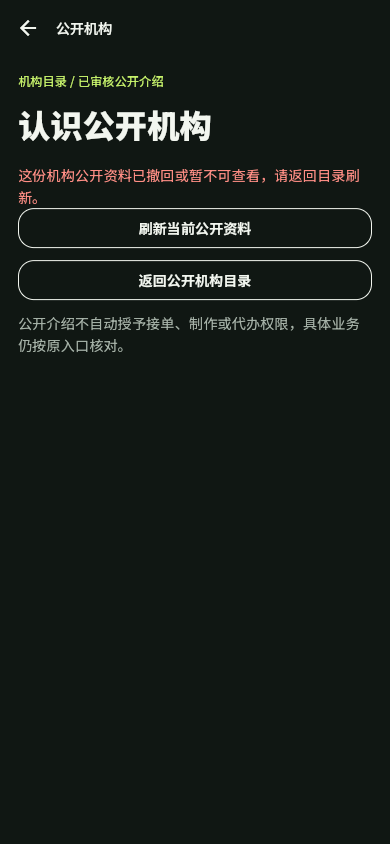 公开机构
机构目录 / 已审核公开介绍
认识公开机构
这份机构公开资料已撤回或暂不可查看，请返回目录刷
新。
刷新当前公开资料
返回公开机构目录
公开介绍不自动授予接单、制作或代办权限，具体业务
仍按原入口核对。